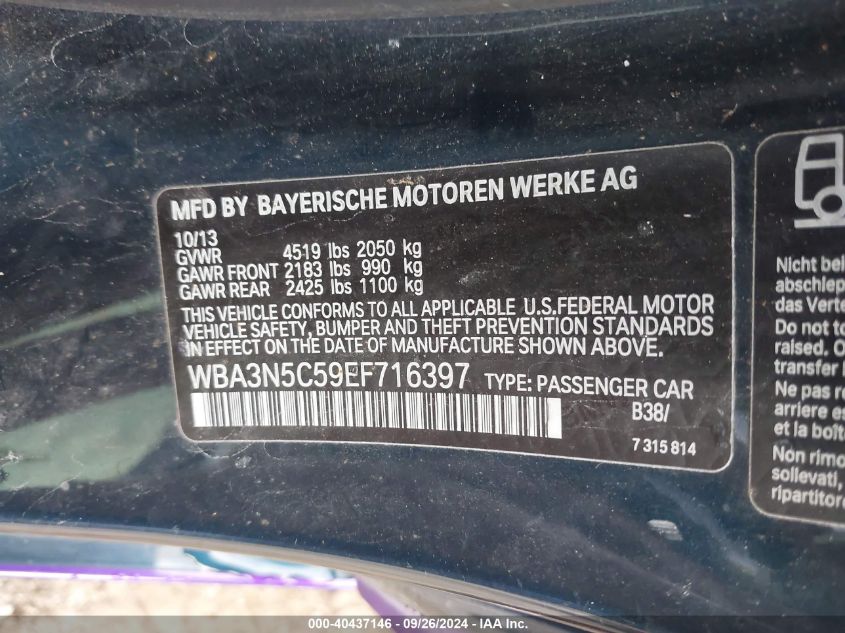 MFD BY BAYERISCHE MOTOREN WERKE AG
10/13
GVWR 4519 lbs 2050 kg
GAWR FRONT 2183 lbs 990 kg
GAWR REAR 2425 lbs 1100 kg
THIS VEHICLE CONFORMS TO ALL APPLICABLE U.S.FEDERAL MOTOR
VEHICLE SAFETY, BUMPER AND THEFT PREVENTION STANDARDS
IN EFFECT ON THE DATE OF MANUFACTURE SHOWN ABOVE.
WBA3N5C59EF716397 TYPE: PASSENGER CAR
B38/
7 315 814
Nicht bei
abschlep
das Verte
Do not to
raised. O
transfer
Ne pas r
arriere es
et la boît
Non rimo
sollevati,
ripartitore
000-40437146 - 09/26/2024 - IAA Inc.